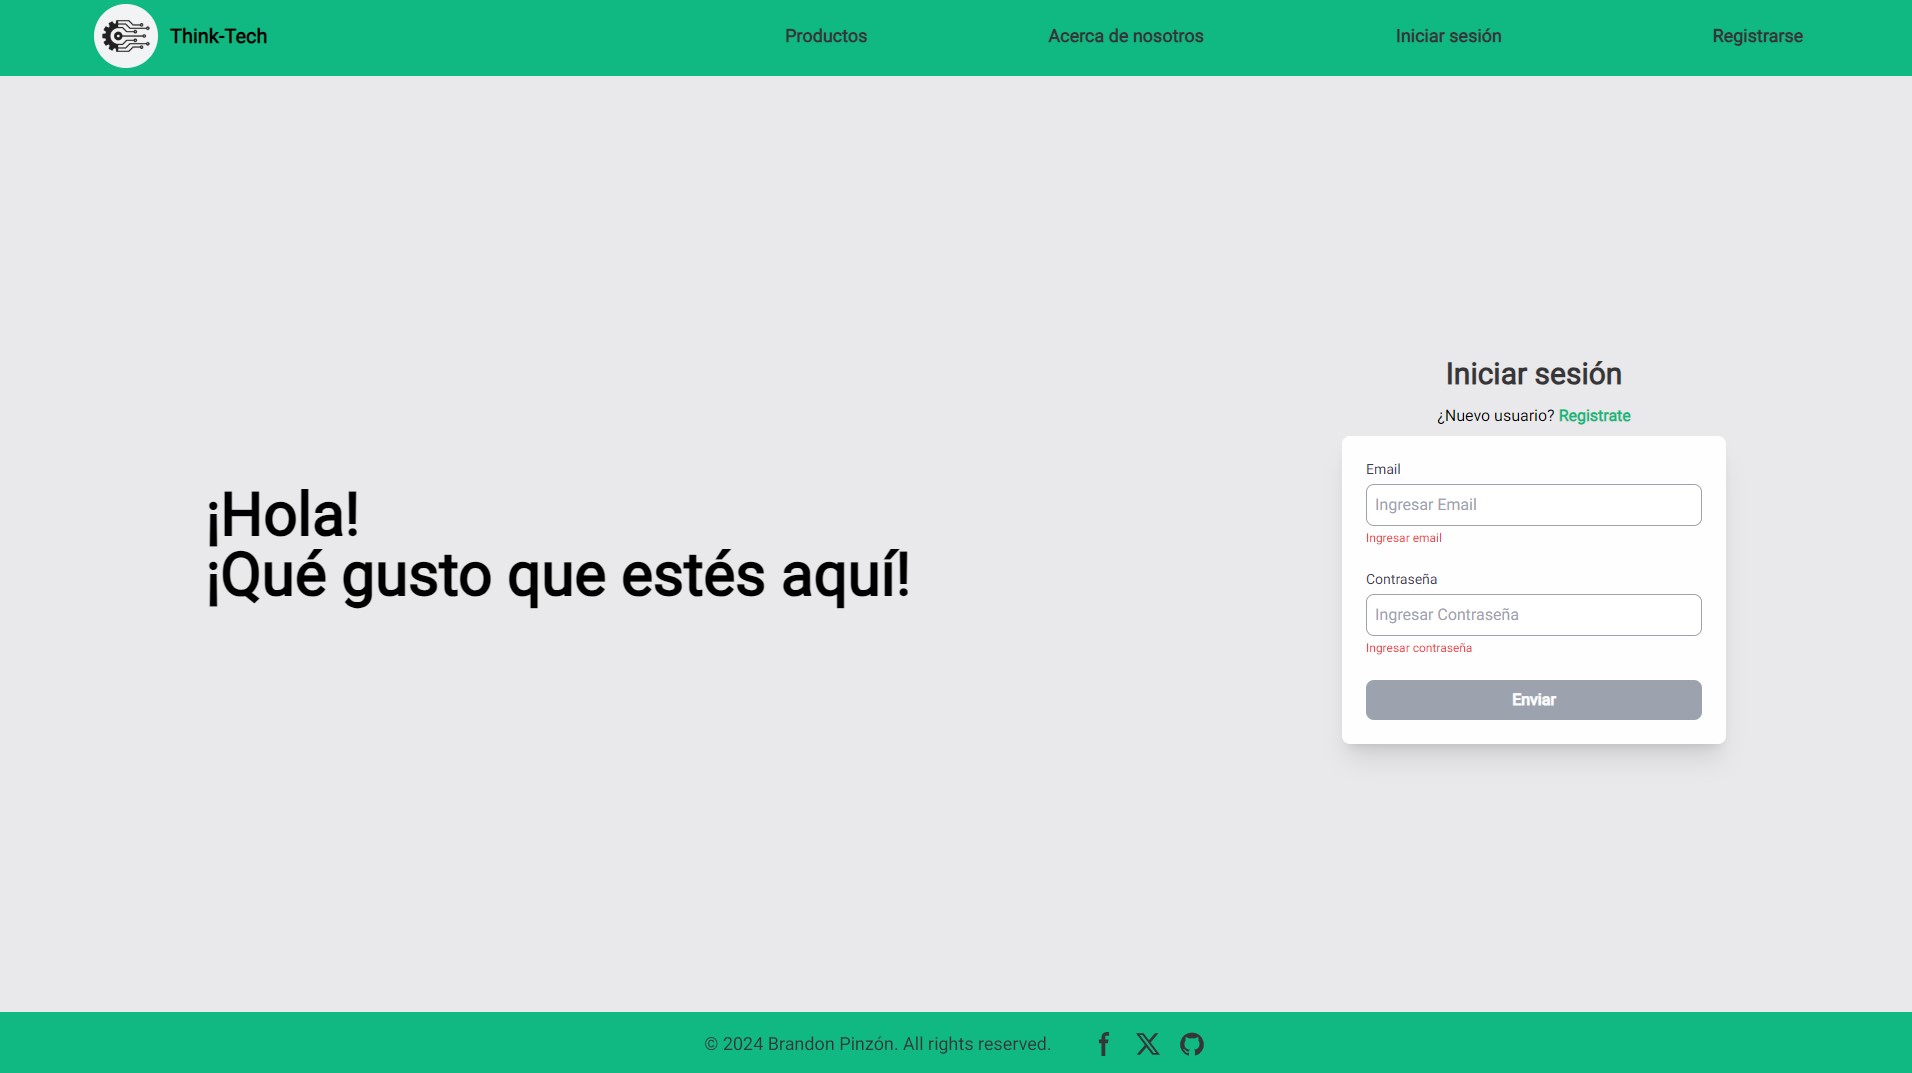 Think-Tech
Productos
Acerca de nosotros
Iniciar sesión
Registrarse
¡Hola!
¡Qué gusto que estés aquí!
Iniciar sesión
¿Nuevo usuario? Registrate
Email
Ingresar Email
Ingresar email
Contraseña
Ingresar Contraseña
Ingresar contraseña
Enviar
© 2024 Brandon Pinzón. All rights reserved.